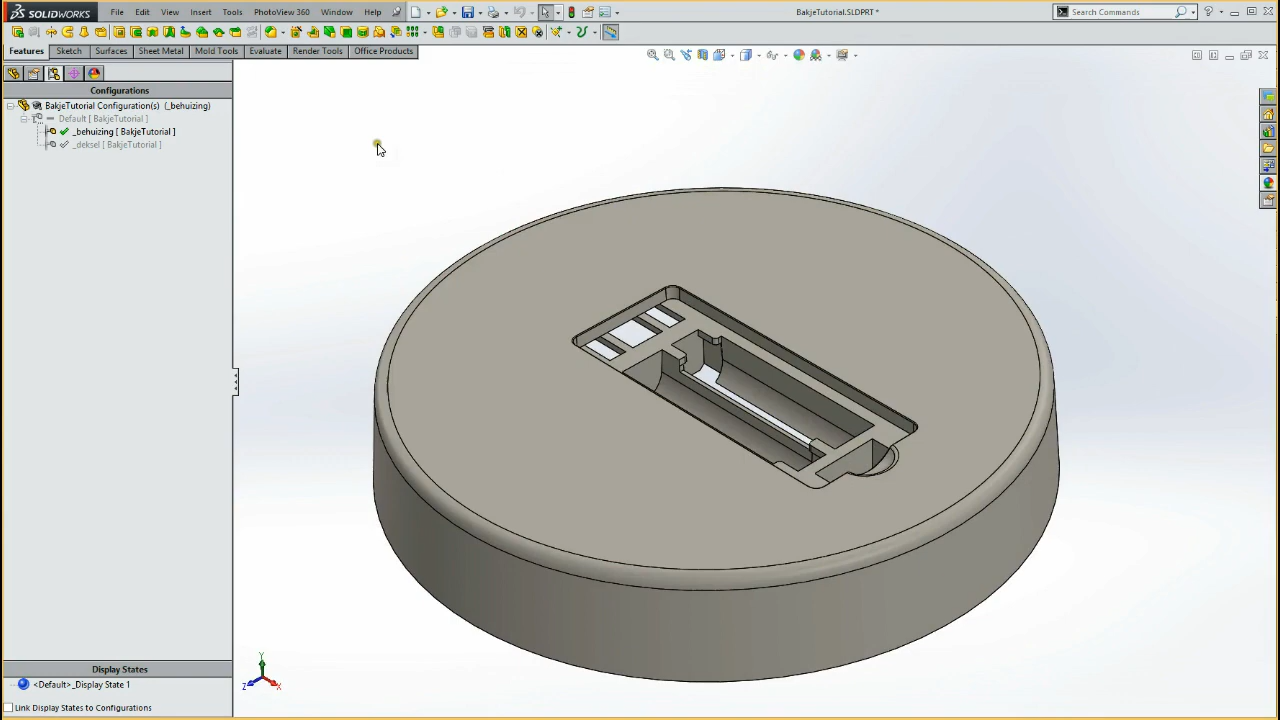 SOLIDWORKS File Edit View Insert Tools PhotoView 360 Window Help BakjeTutorial.SLDPRT * Search Commands
Features Sketch Surfaces Sheet Metal Mold Tools Evaluate Render Tools Office Products
Configurations
BakjeTutorial Configuration(s) (_behuizing)
Default [ BakjeTutorial ]
_behuizing [ BakjeTutorial ]
_deksel [ BakjeTutorial ]
Y
Z X
Display States
<Default>_Display State 1
Link Display States to Configurations